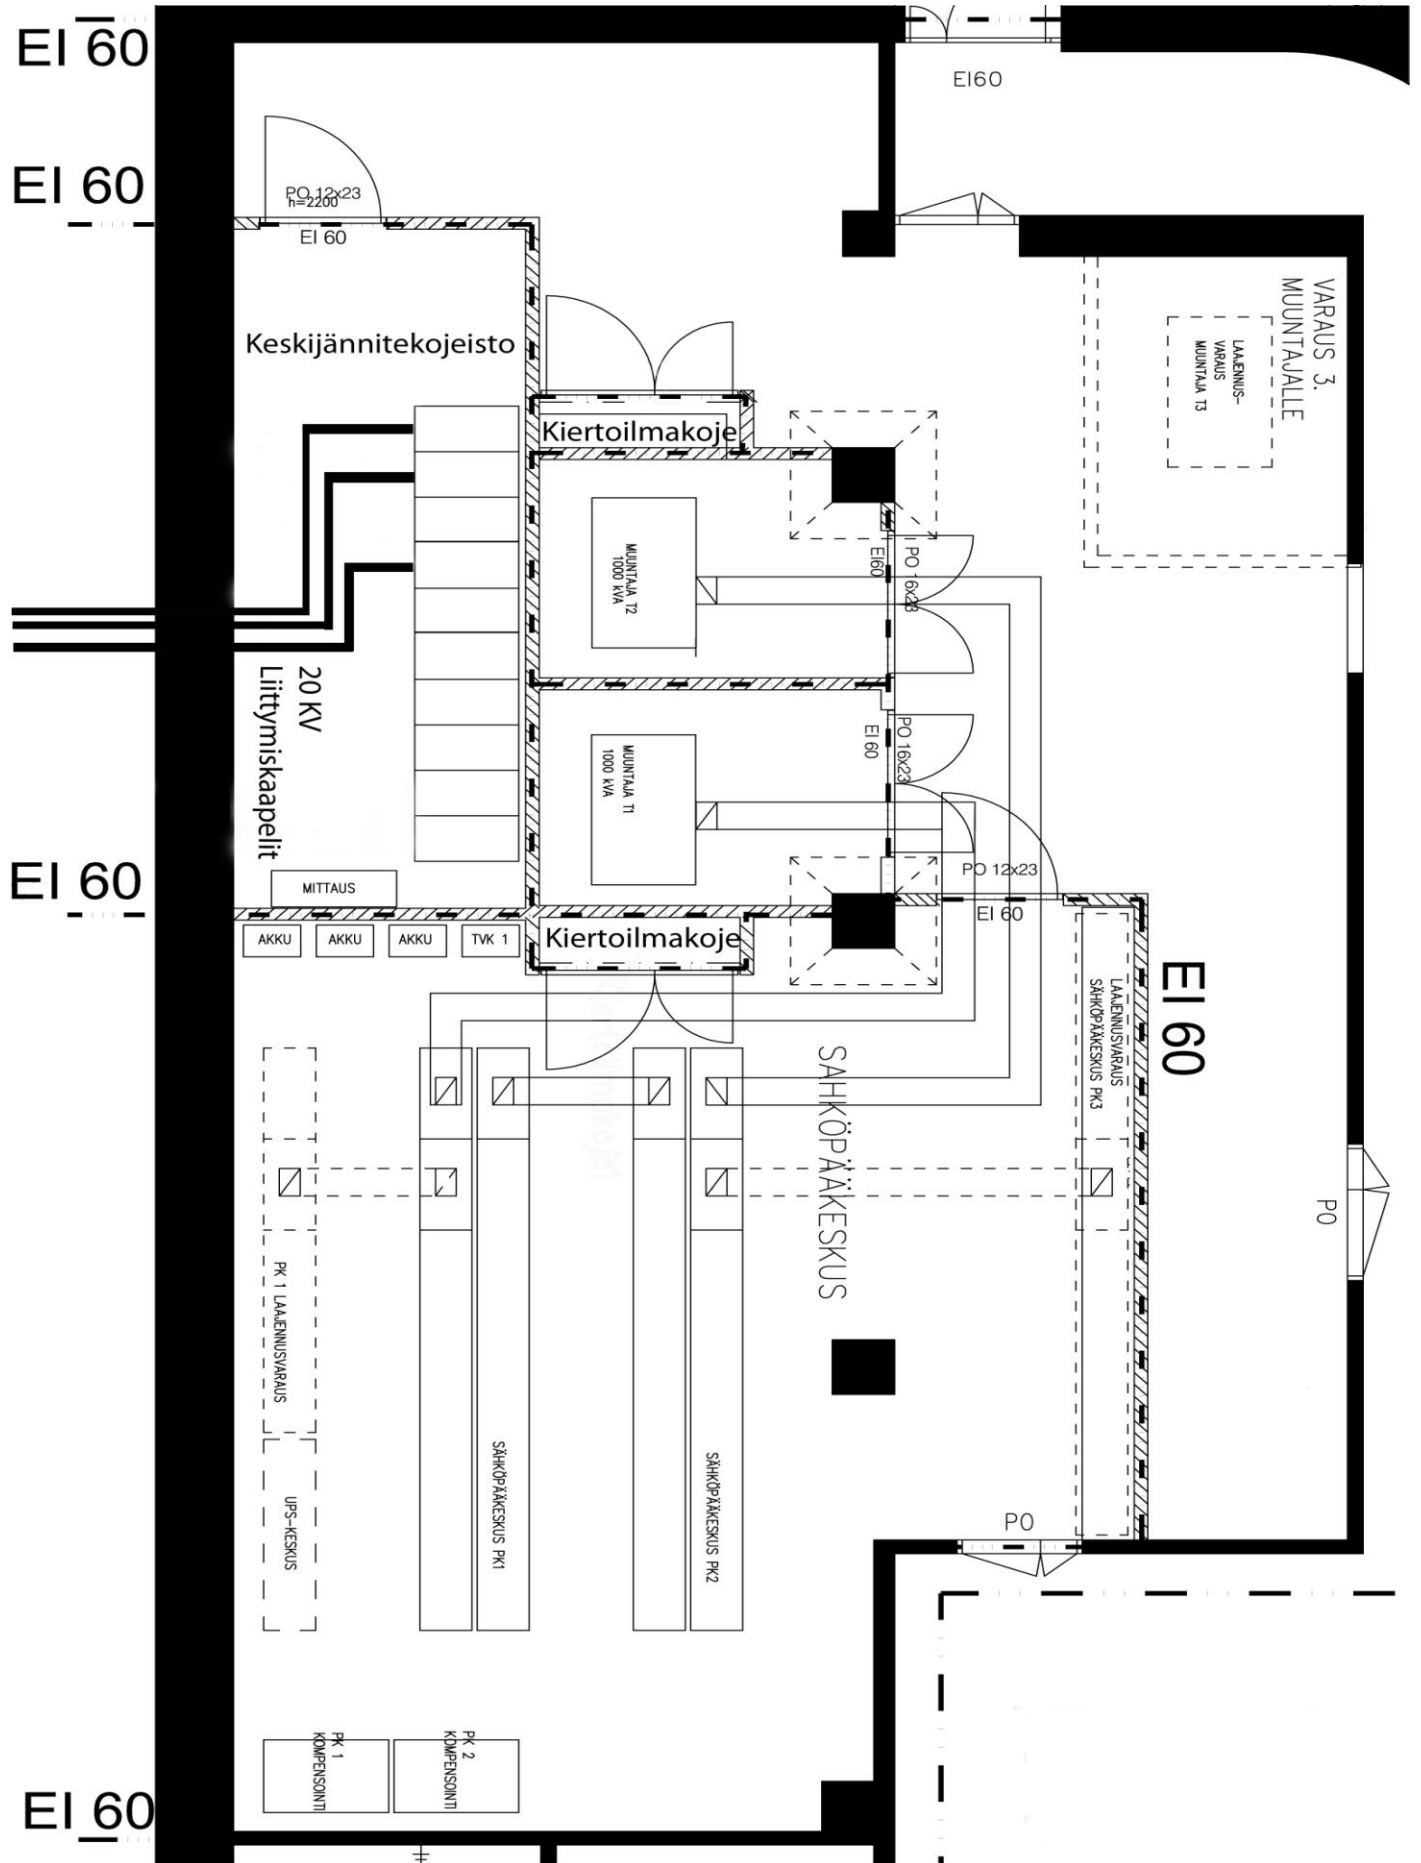 EI 60
EI60
EI 60
PO 12x23
h=2200
EI 60
Keskijännitekojeisto
VARAUS 3.
MUUNTAJALLE
LAAJENNUS-
VARAUS
MUUNTAJA T3
Kiertoilmakoje
MUUNTAJA T2
1000 kVA
EI60
PO 16x23
20 KV
Liittymiskaapelit
MUUNTAJA T1
1000 kVA
EI 60
PO 16x23
EI 60
MITTAUS
PO 12x23
EI 60
AKKU
AKKU
AKKU
TVK 1
Kiertoilmakoje
LAAJENNUSVARAUS
SÄHKÖPÄÄKESKUS PK3
EI 60
SÄHKÖPÄÄKESKUS
PO
PK 1 LAAJENNUSVARAUS
UPS-KESKUS
SÄHKÖPÄÄKESKUS PK1
SÄHKÖPÄÄKESKUS PK2
PO
PK 1
KOMPENSOINTI
PK 2
KOMPENSOINTI
EI 60